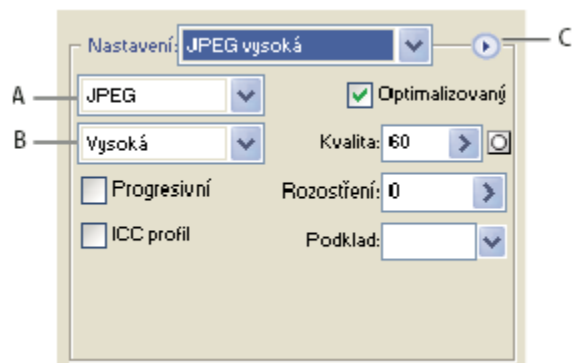 Nastavení: JPEG vysoká C
A JPEG Optimalizovaný
B Vysoká Kvalita: 60
Progresivní Rozostření: 0
ICC profil Podklad: